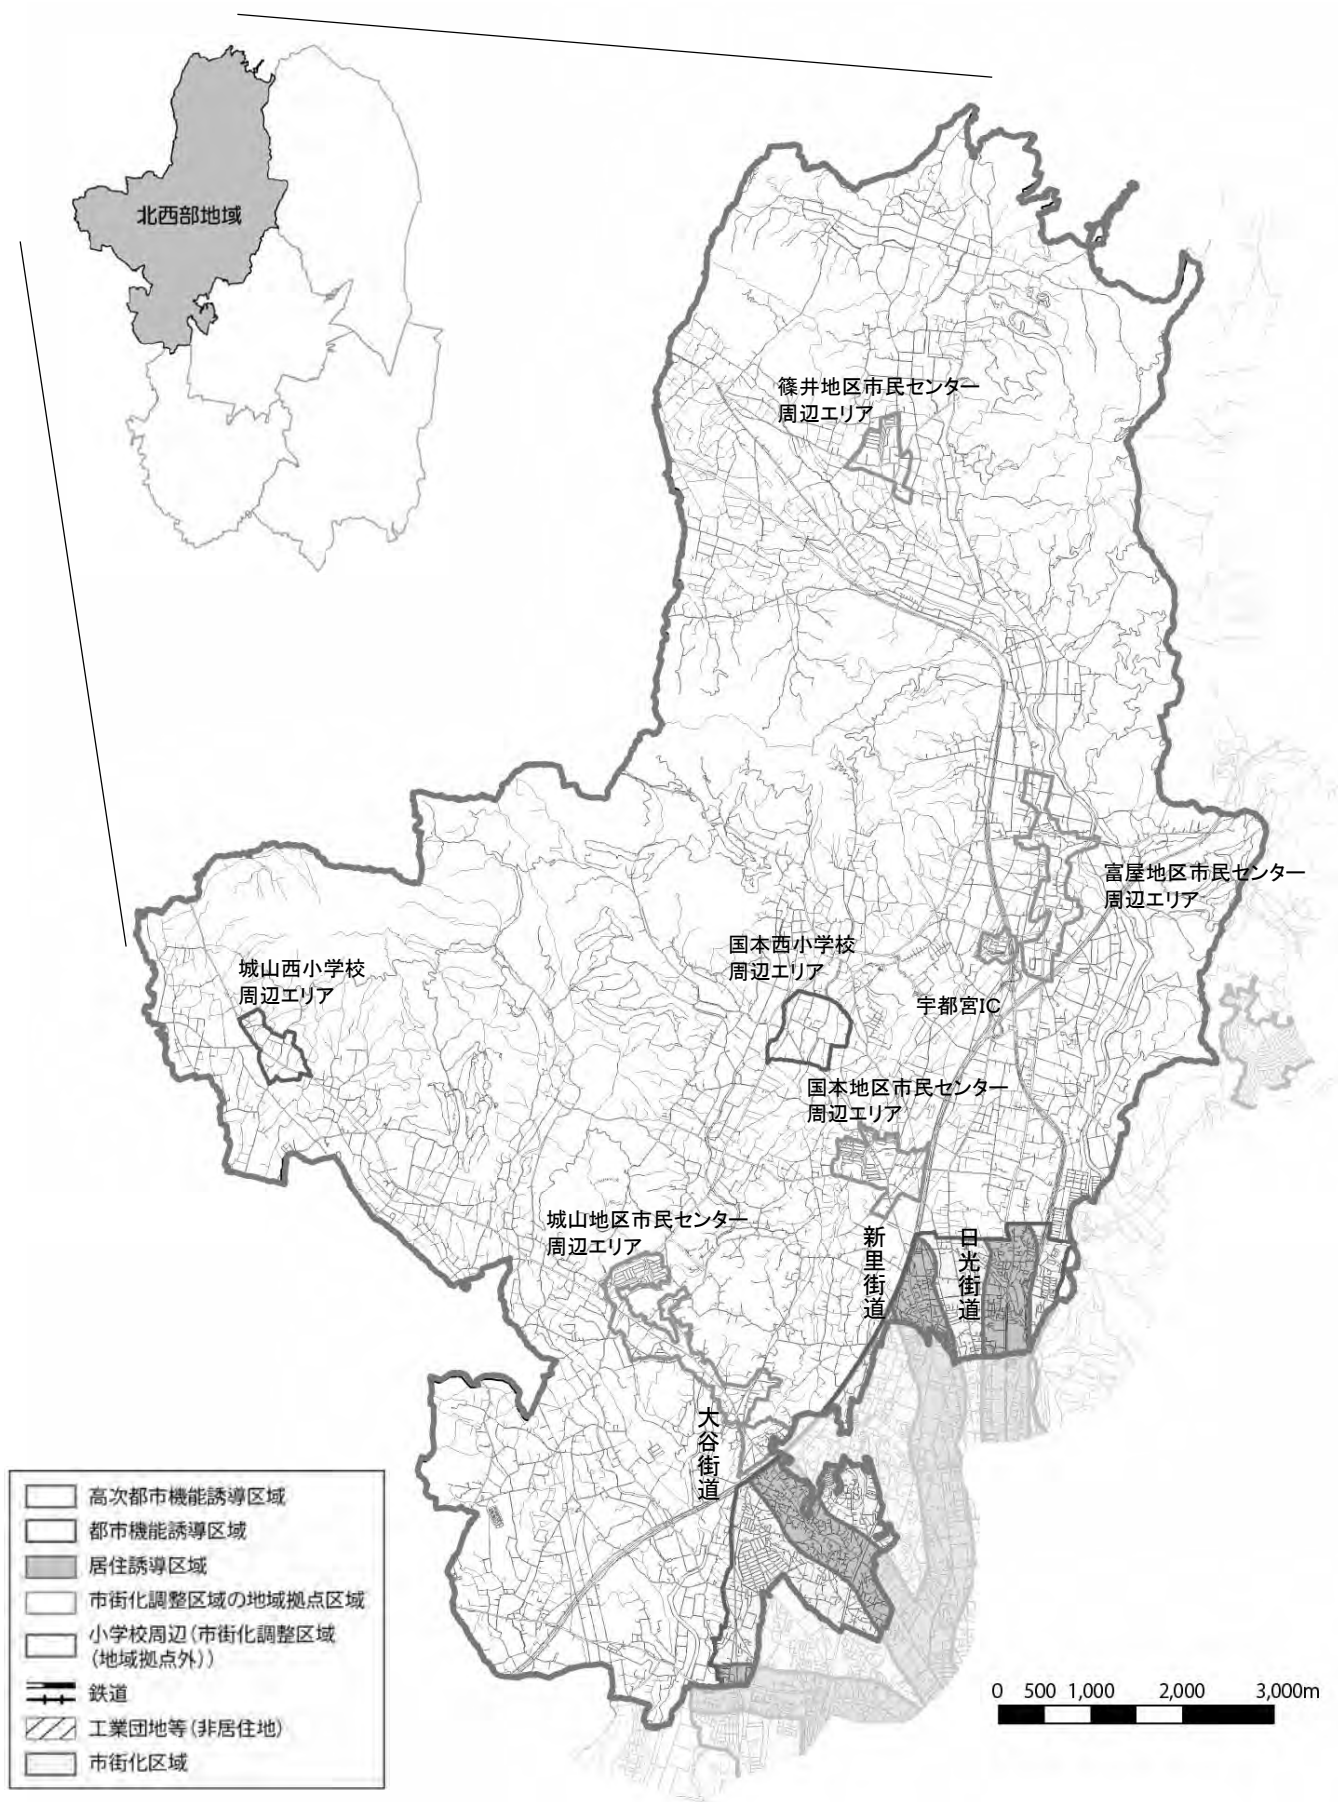 北西部地域
篠井地区市民センター
周辺エリア
富屋地区市民センター
周辺エリア
国本西小学校
周辺エリア
城山西小学校
周辺エリア
宇都宮IC
国本地区市民センター
周辺エリア
城山地区市民センター
周辺エリア
新里街道
日光街道
大谷街道
高次都市機能誘導区域
都市機能誘導区域
居住誘導区域
市街化調整区域の地域拠点区域
小学校周辺(市街化調整区域
(地域拠点外))
鉄道
工業団地等(非居住地)
市街化区域
0 500 1,000 2,000 3,000m